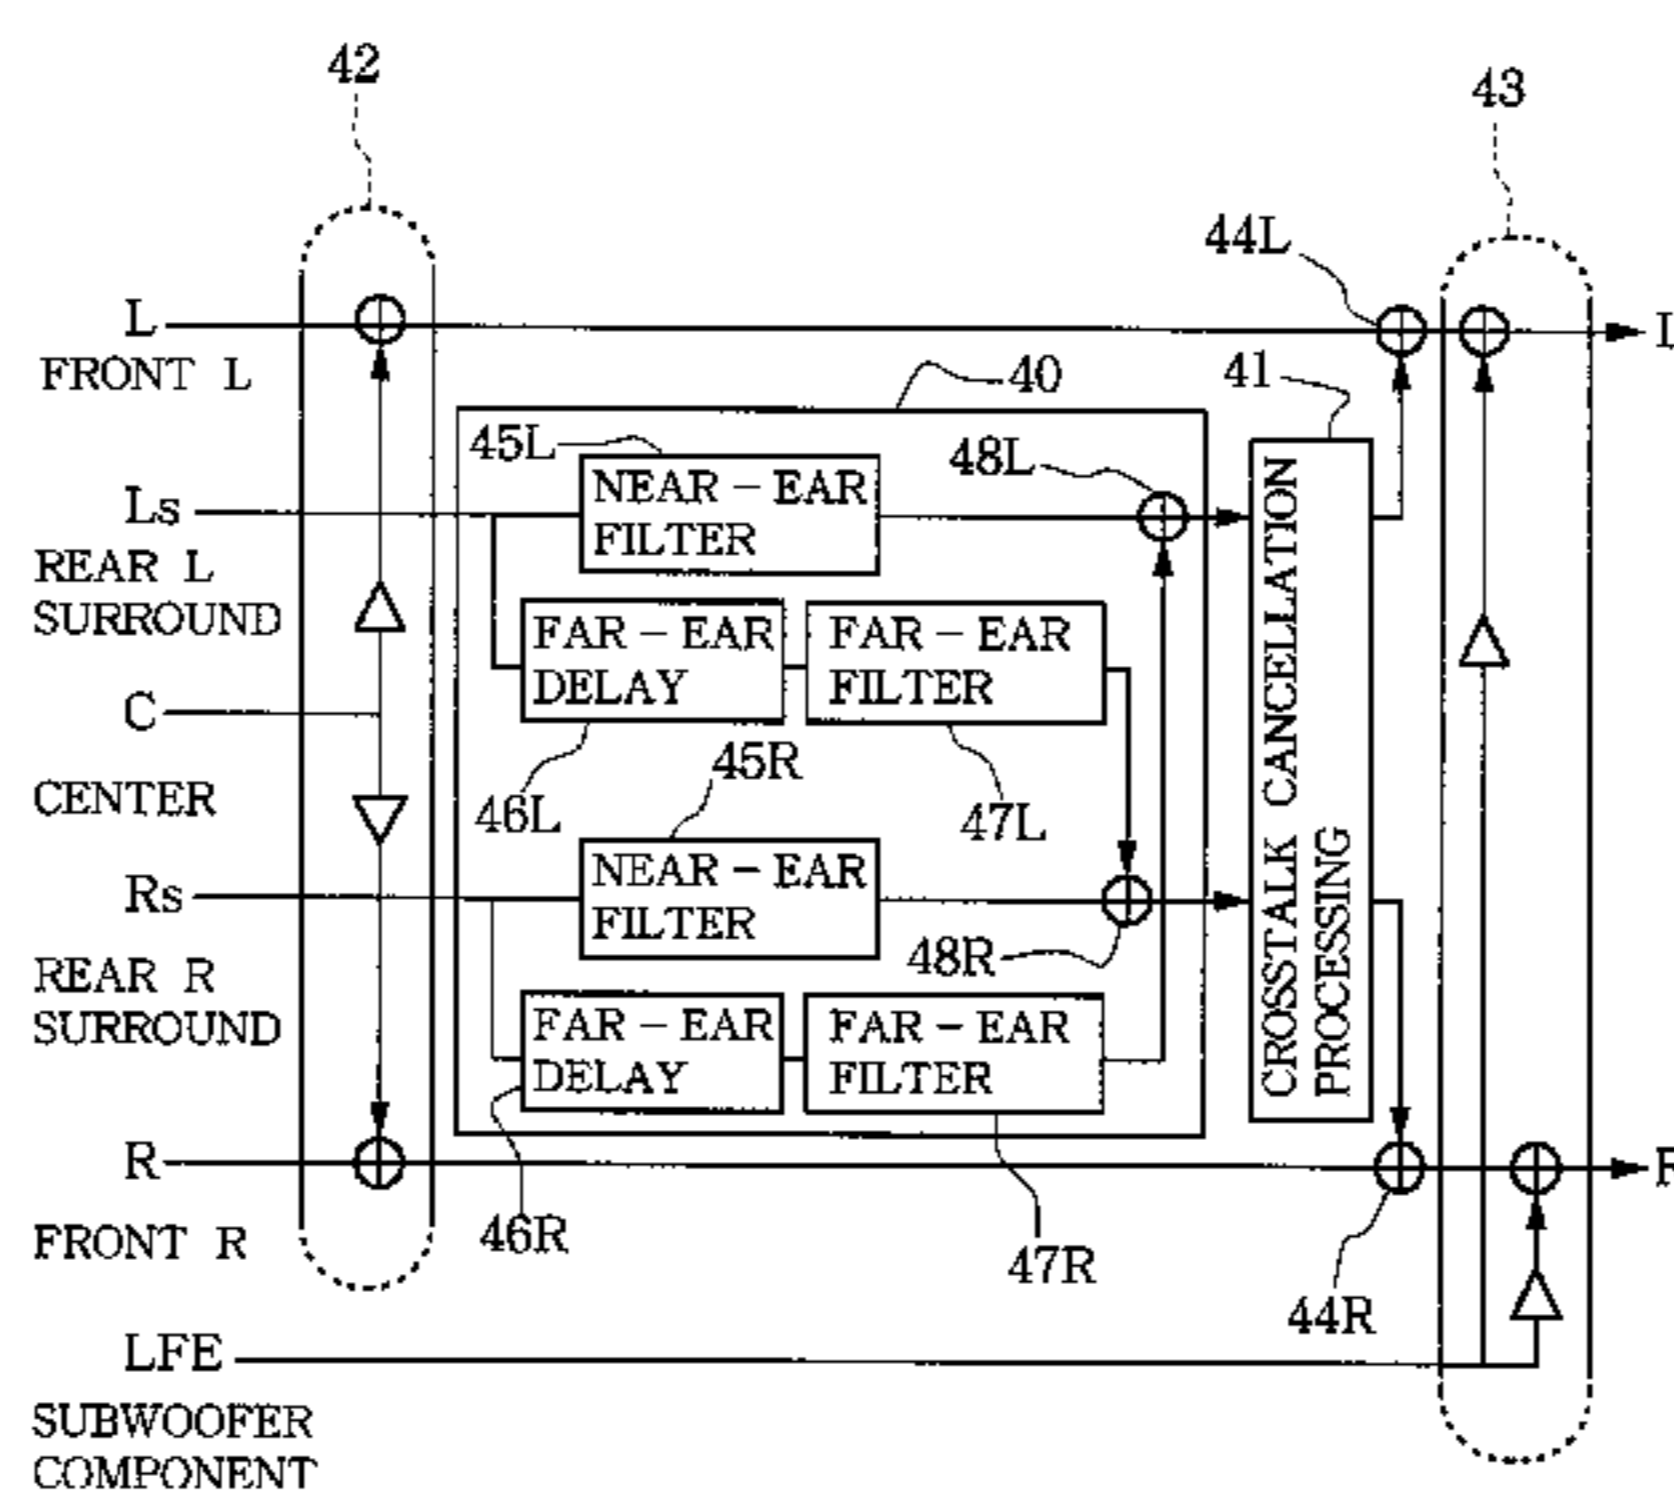 42
43
44L
L
FRONT L
L
40
41
45L
NEAR-EAR
FILTER
48L
Ls
REAR L
SURROUND
FAR-EAR
DELAY
FAR-EAR
FILTER
CROSSTALK CANCELLATION
PROCESSING
C
CENTER
46L
45R
47L
Rs
NEAR-EAR
FILTER
48R
REAR R
SURROUND
FAR-EAR
DELAY
FAR-EAR
FILTER
R
FRONT R
46R
47R
44R
LFE
SUBWOOFER
COMPONENT